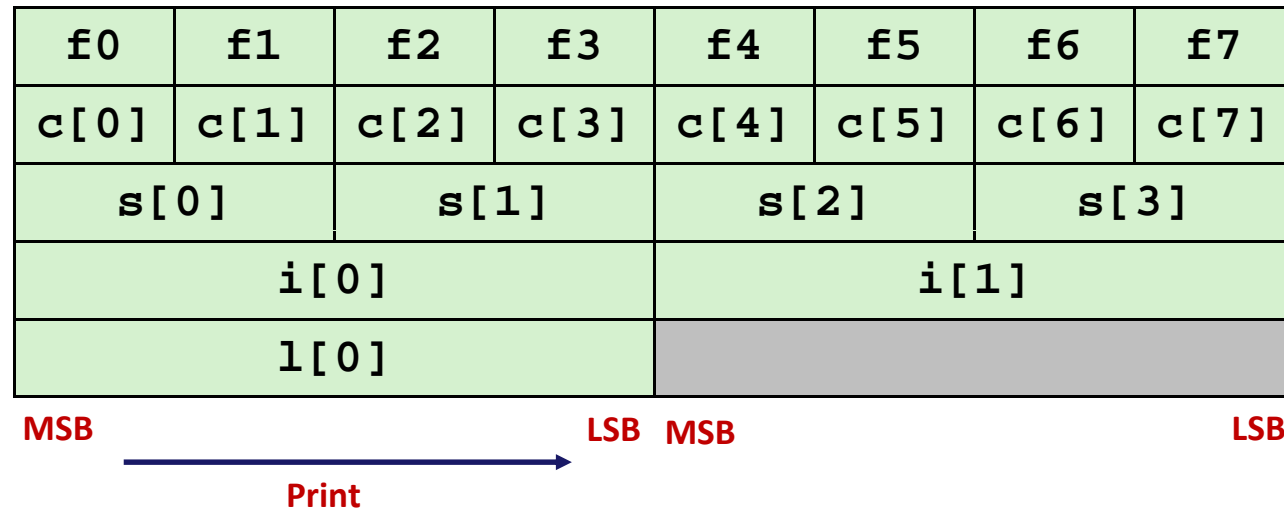 f0 f1 f2 f3 f4 f5 f6 f7
c[0] c[1] c[2] c[3] c[4] c[5] c[6] c[7]
s[0] s[1] s[2] s[3]
i[0] i[1]
l[0]
MSB LSB MSB LSB
Print